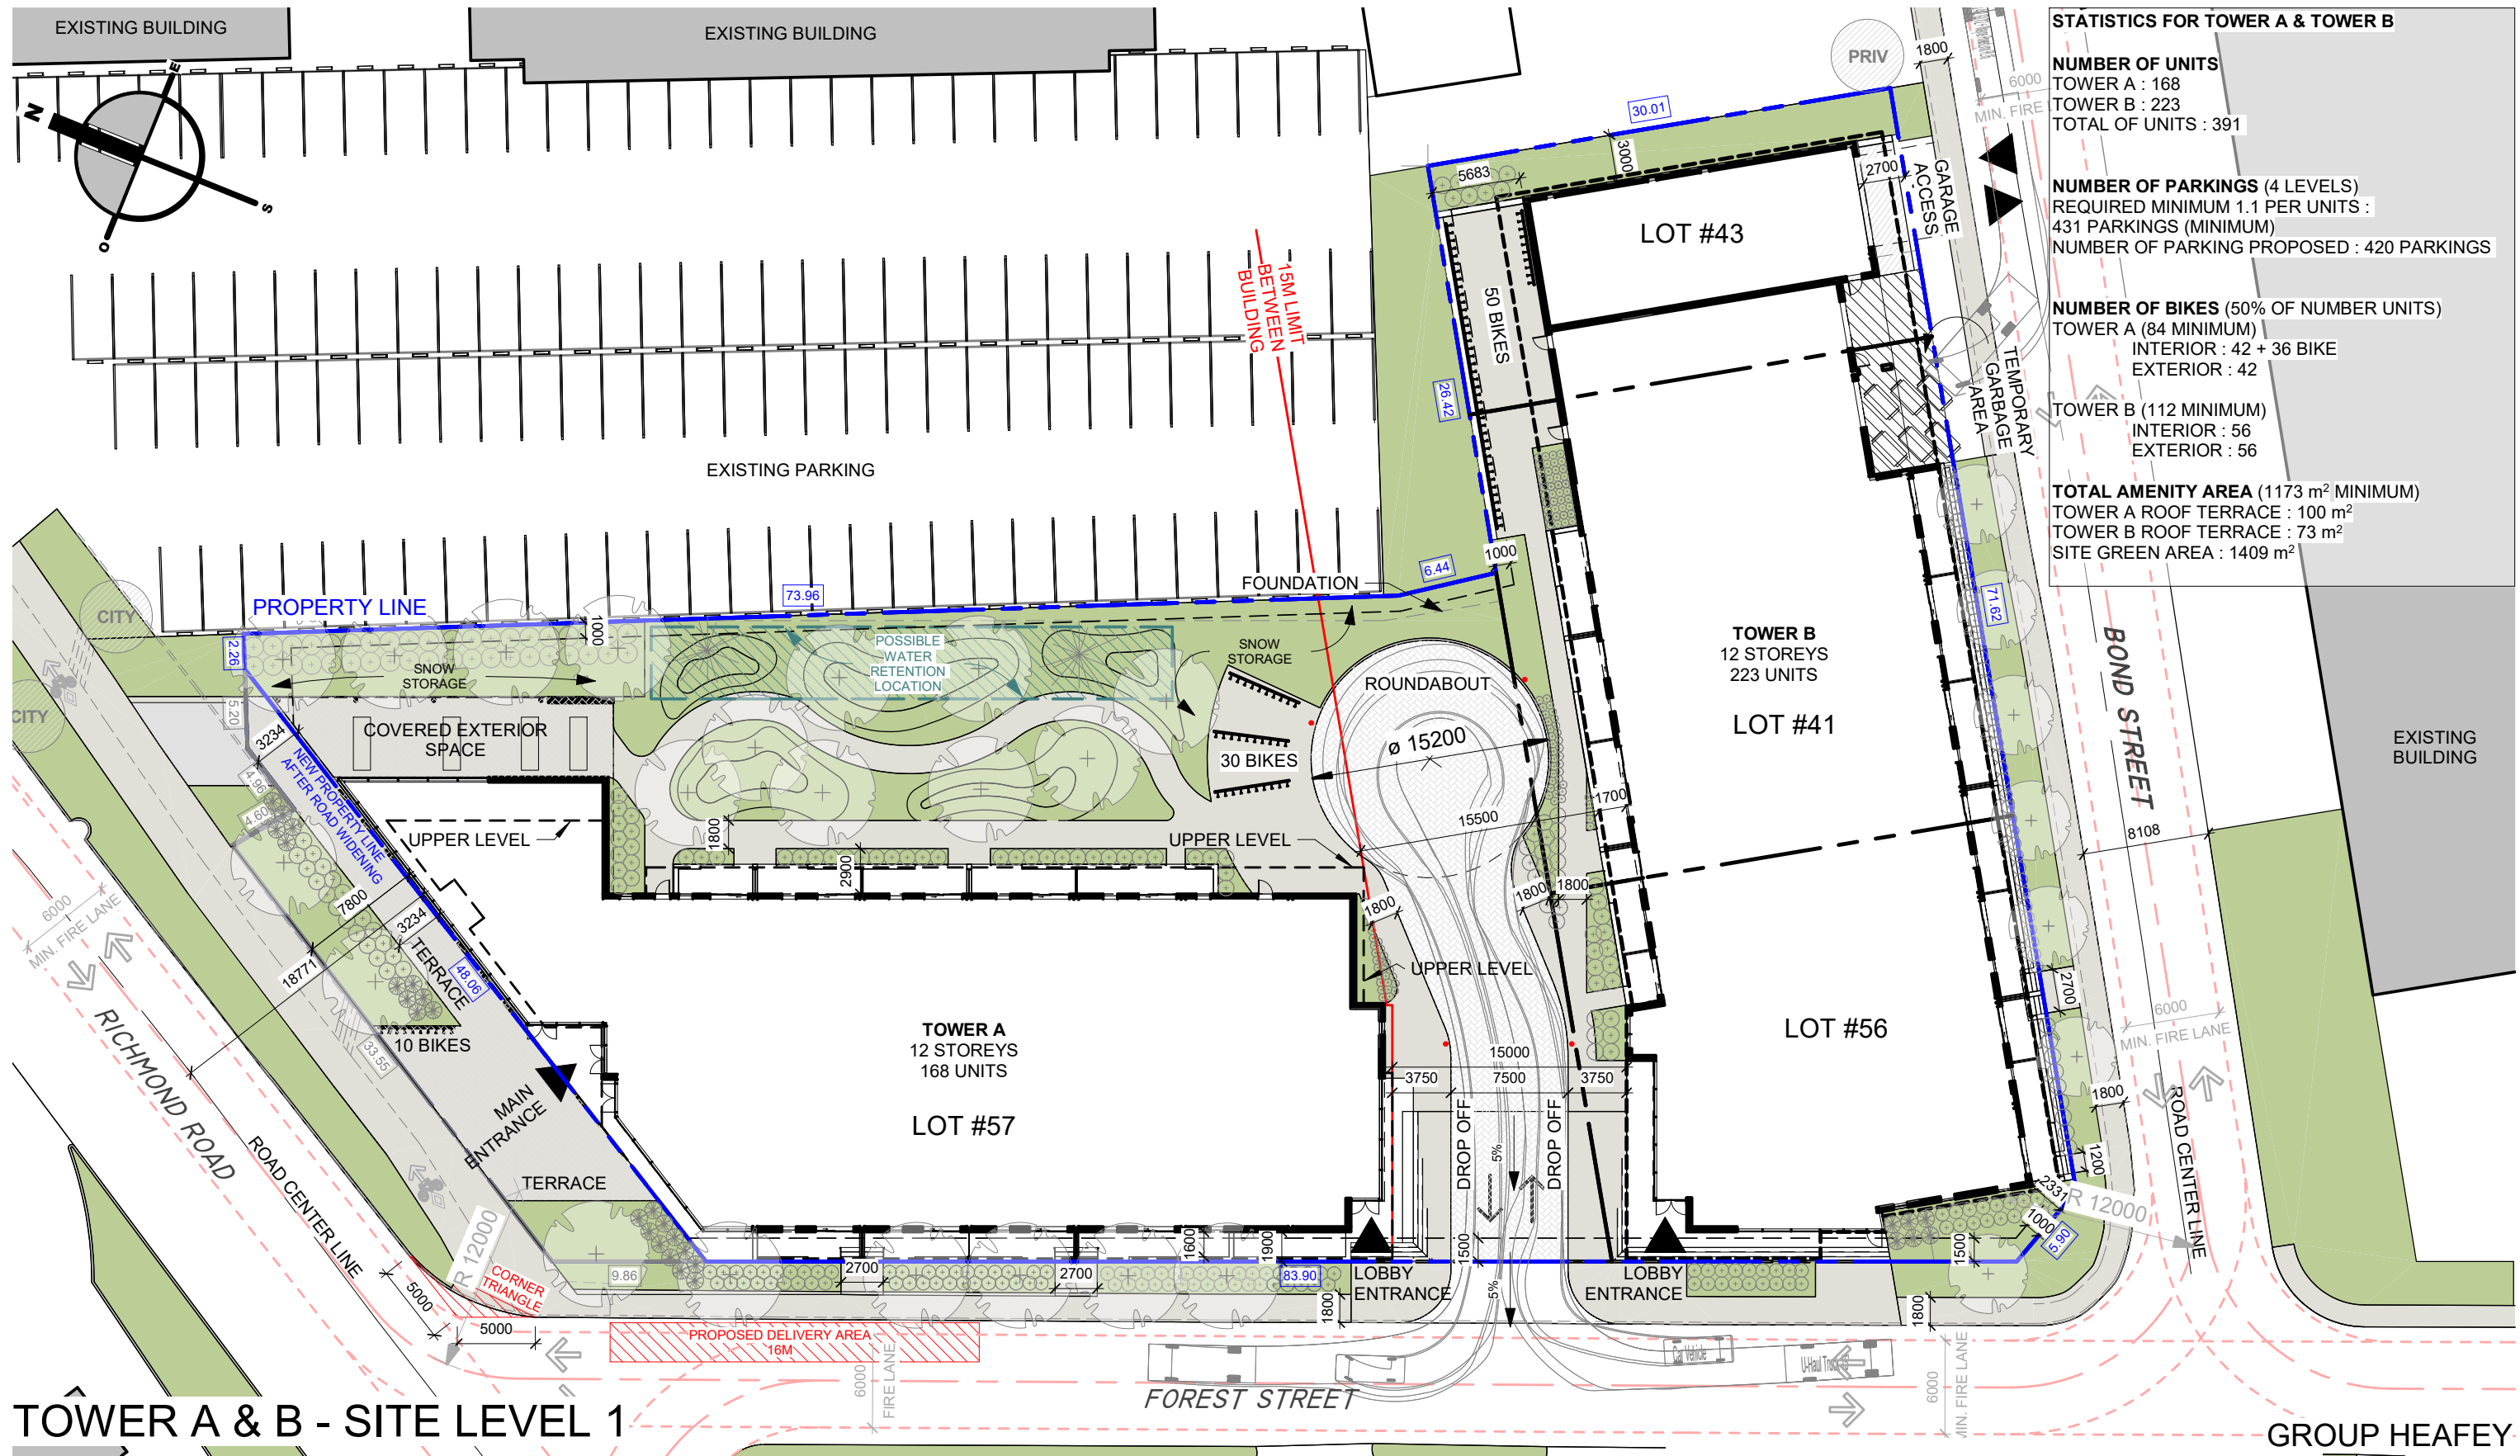 EXISTING BUILDING
EXISTING BUILDING
N
E
S
O
PRIV
1800
6000
MIN. FIRE
30.01
3000
5683
2700
GARAGE
ACCESS
LOT #43
50 BIKES
26.42
15M LIMIT
BETWEEN
BUILDING
TEMPORARY
GARBAGE
AREA
STATISTICS FOR TOWER A & TOWER B
NUMBER OF UNITS
TOWER A : 168
TOWER B : 223
TOTAL OF UNITS : 391
NUMBER OF PARKINGS (4 LEVELS)
REQUIRED MINIMUM 1.1 PER UNITS :
431 PARKINGS (MINIMUM)
NUMBER OF PARKING PROPOSED : 420 PARKINGS
NUMBER OF BIKES (50% OF NUMBER UNITS)
TOWER A (84 MINIMUM)
INTERIOR : 42 + 36 BIKE
EXTERIOR : 42
TOWER B (112 MINIMUM)
INTERIOR : 56
EXTERIOR : 56
TOTAL AMENITY AREA (1173 m² MINIMUM)
TOWER A ROOF TERRACE : 100 m²
TOWER B ROOF TERRACE : 73 m²
SITE GREEN AREA : 1409 m²
EXISTING PARKING
1000
6.44
FOUNDATION
73.96
PROPERTY LINE
CITY
CITY
2.26
1000
SNOW
STORAGE
POSSIBLE
WATER
RETENTION
LOCATION
SNOW
STORAGE
ROUNDABOUT
ø 15200
30 BIKES
TOWER B
12 STOREYS
223 UNITS
LOT #41
71.62
BOND STREET
EXISTING
BUILDING
5.20
3234
COVERED EXTERIOR
SPACE
NEW PROPERTY LINE
AFTER ROAD WIDENING
4.96
4.60
UPPER LEVEL
1800
2900
UPPER LEVEL
15500
1700
8108
6000
MIN. FIRE LANE
7800
3234
18771
TERRACE
48.06
1800
1800
1800
UPPER LEVEL
2700
6000
MIN. FIRE LANE
RICHMOND ROAD
10 BIKES
33.55
MAIN
ENTRANCE
TOWER A
12 STOREYS
168 UNITS
LOT #57
15000
3750
7500
3750
LOT #56
1800
ROAD CENTER LINE
DROP OFF
DROP OFF
5%
1200
2331
R 12000
1000
5.90
ROAD CENTER LINE
TERRACE
R 12000
5000
5000
CORNER
TRIANGLE
9.86
2700
2700
1600
1900
83.90
1500
1500
LOBBY
ENTRANCE
LOBBY
ENTRANCE
5%
1800
1800
PROPOSED DELIVERY AREA
16M
6000
FIRE LANE
Car Vehicle
U-Haul Truck
6000
MIN. FIRE LANE
FOREST STREET
TOWER A & B - SITE LEVEL 1
GROUP HEAFEY